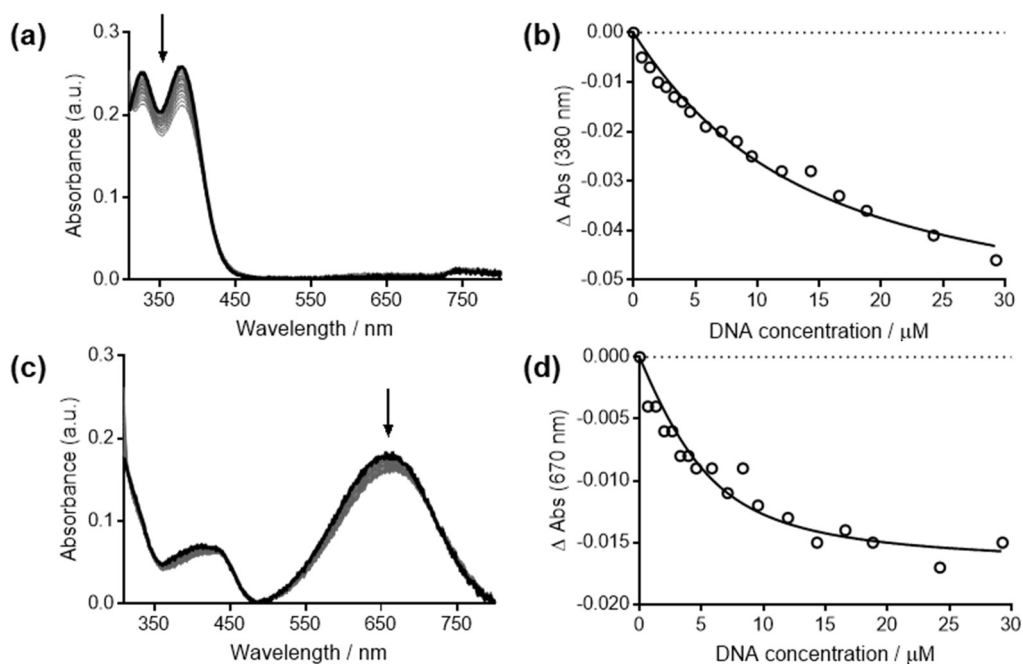 (a)
0.3
0.2
0.1
0.0
Absorbance (a.u.)
350 450 550 650 750
Wavelength / nm
(b)
0.00
-0.01
-0.02
-0.03
-0.04
-0.05
Δ Abs (380 nm)
0 5 10 15 20 25 30
DNA concentration / μM
(c)
0.3
0.2
0.1
0.0
Absorbance (a.u.)
350 450 550 650 750
Wavelength / nm
(d)
0.000
-0.005
-0.010
-0.015
-0.020
Δ Abs (670 nm)
0 5 10 15 20 25 30
DNA concentration / μM